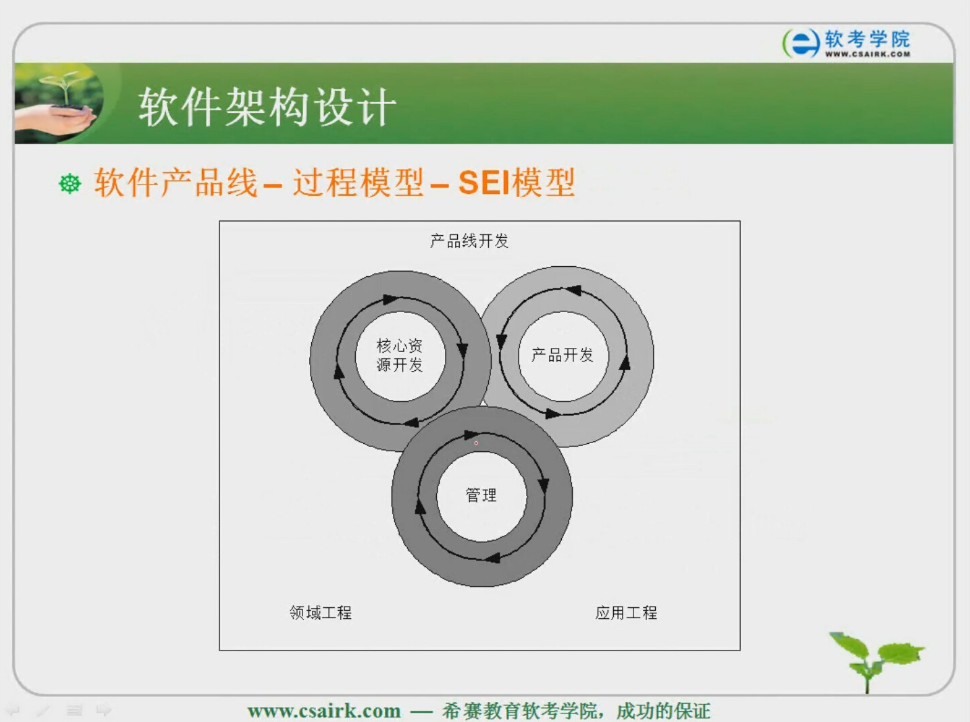 软考学院
WWW.CSAIRK.COM
软件架构设计
软件产品线 – 过程模型 – SEI模型
产品线开发
核心资
源开发
产品开发
管理
领域工程
应用工程
www.csairk.com — 希赛教育软考学院，成功的保证